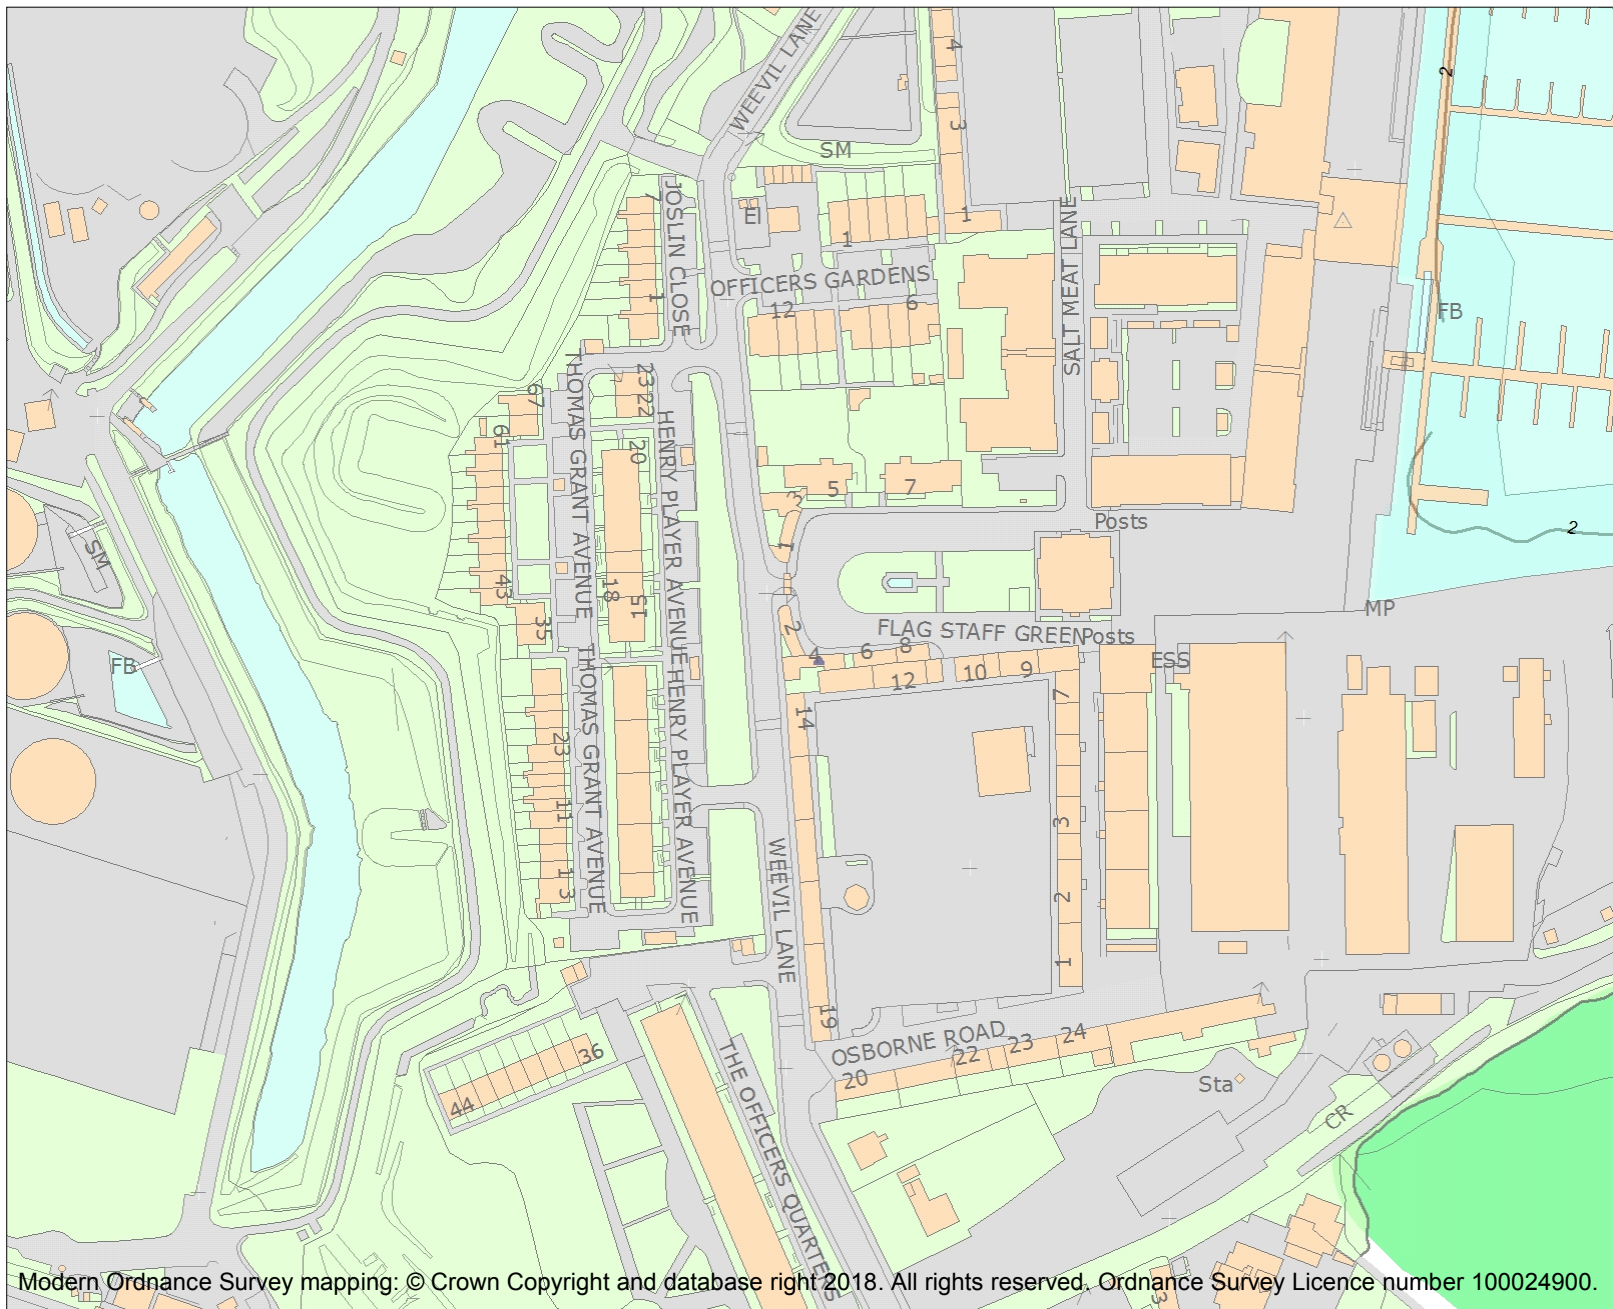 WEEVIL LANE
4
2
3
SM
JOSLIN CLOSE
7
El
1
1
SALT MEAT LANE
OFFICERS GARDENS
1
12
6
FB
THOMAS GRANT AVENUE
67
23
22
HENRY PLAYER AVENUE
61
20
5
7
3
Posts
2
1
SM
43
18
15
35
MP
2
FLAG STAFF GREEN
Posts
4
6
8
ESS
FB
12
10
9
7
THOMAS GRANT AVENUE
HENRY PLAYER AVENUE
14
23
11
3
WEEVIL LANE
13
2
1
7
19
OSBORNE ROAD
36
22
23
24
20
44
Sta
CR
THE OFFICERS QUARTERS
3
Modern Ordnance Survey mapping: © Crown Copyright and database right 2018. All rights reserved. Ordnance Survey Licence number 100024900.